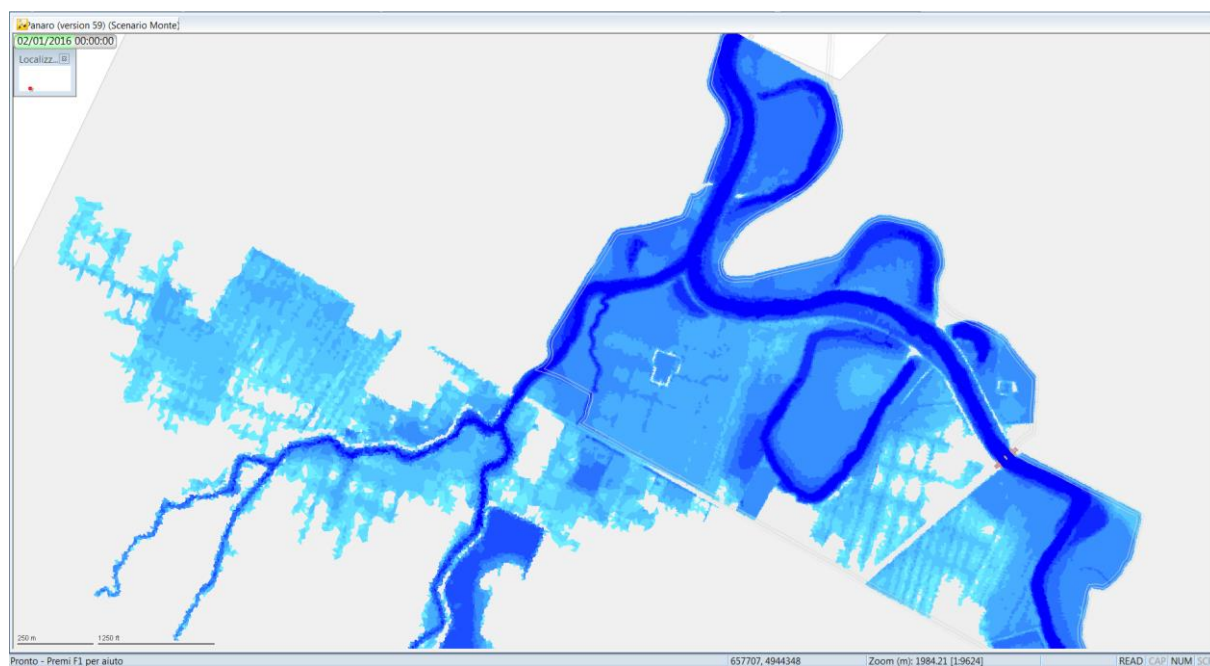 Panaro (version 59) (Scenario Monte)
02/01/2016 00:00:00
Localizz...
250 m 1250 ft
Pronto - Premi F1 per aiuto 657707, 4944348 Zoom (m): 1984.21 [1:9624] READ CAP NUM SC